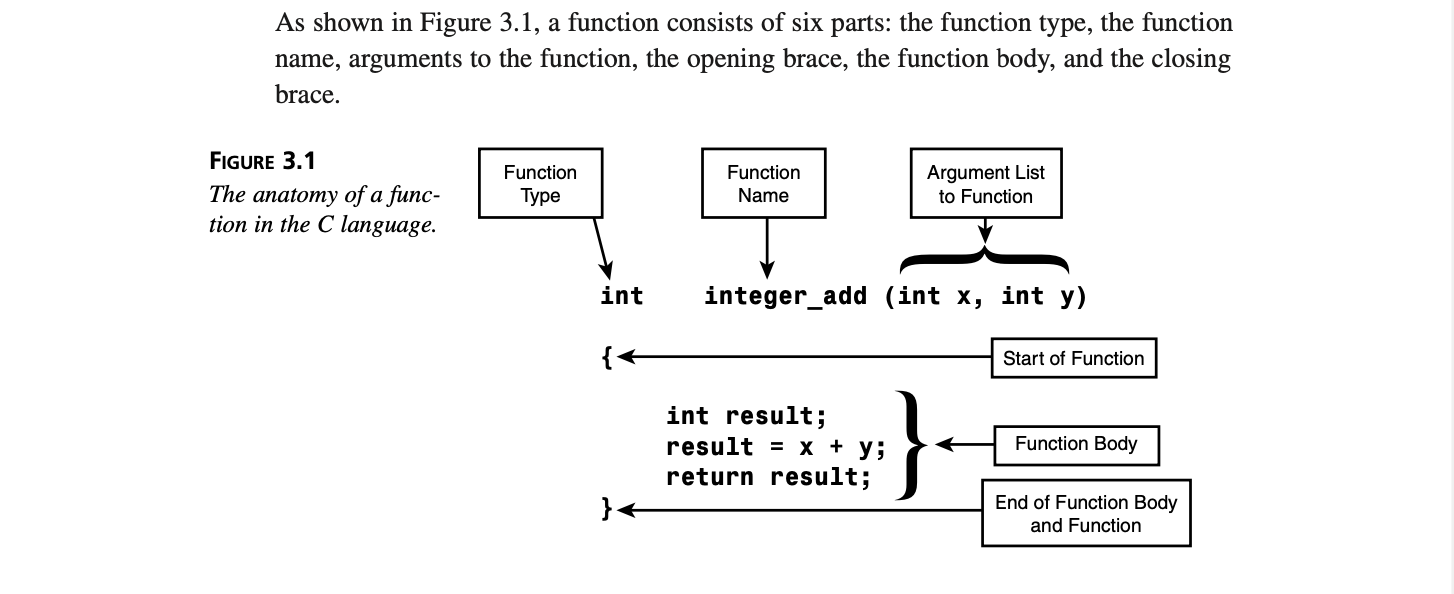 As shown in Figure 3.1, a function consists of six parts: the function type, the function
name, arguments to the function, the opening brace, the function body, and the closing
brace.
FIGURE 3.1
The anatomy of a func-
tion in the C language.
Function
Type
Function
Name
Argument List
to Function
int integer_add (int x, int y)
{
Start of Function
int result;
result = x + y;
return result;
Function Body
}
End of Function Body
and Function